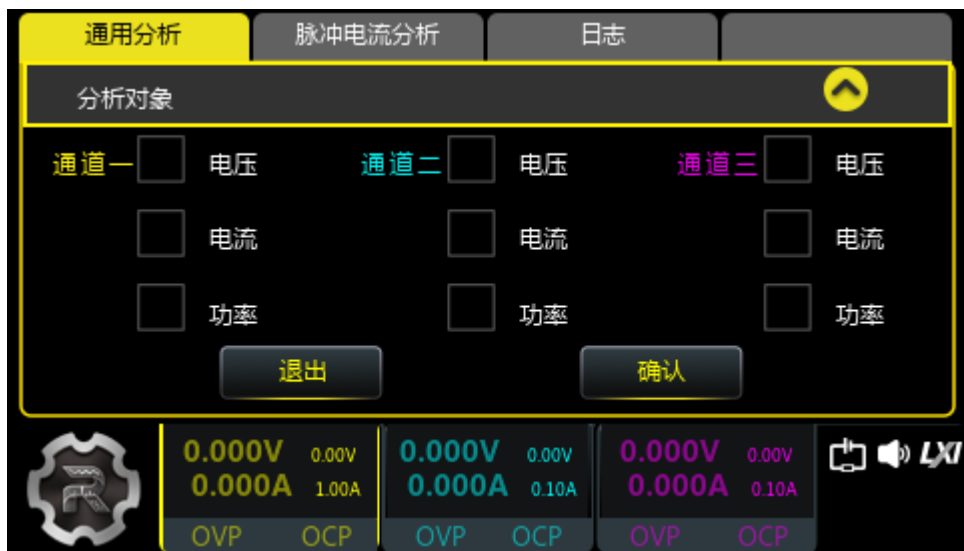 通用分析 脉冲电流分析 日志
分析对象
通道一 电压 通道二 电压 通道三 电压
电流 电流 电流
功率 功率 功率
退出 确认
0.000V 0.00V 0.000V 0.00V 0.000V 0.00V
0.000A 1.00A 0.000A 0.10A 0.000A 0.10A
OVP OCP OVP OCP OVP OCP
LXI
R